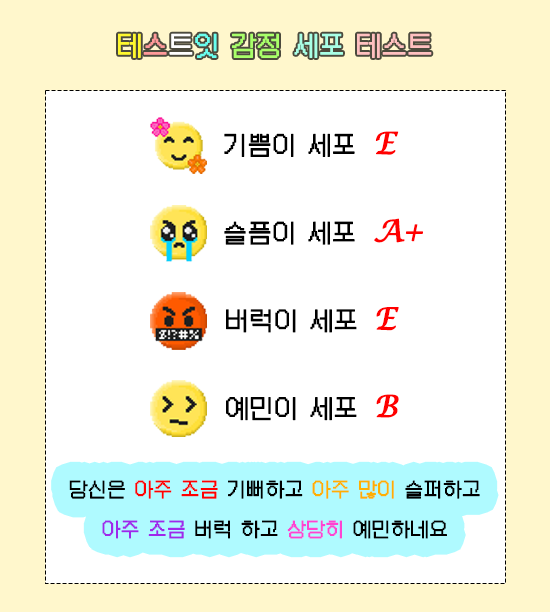 테스트잇 감정 세포 테스트
기쁨이 세포 E
슬픔이 세포 A+
$!?#%
버럭이 세포 E
예민이 세포 B
당신은 아주 조금 기뻐하고 아주 많이 슬퍼하고
아주 조금 버럭 하고 상당히 예민하네요